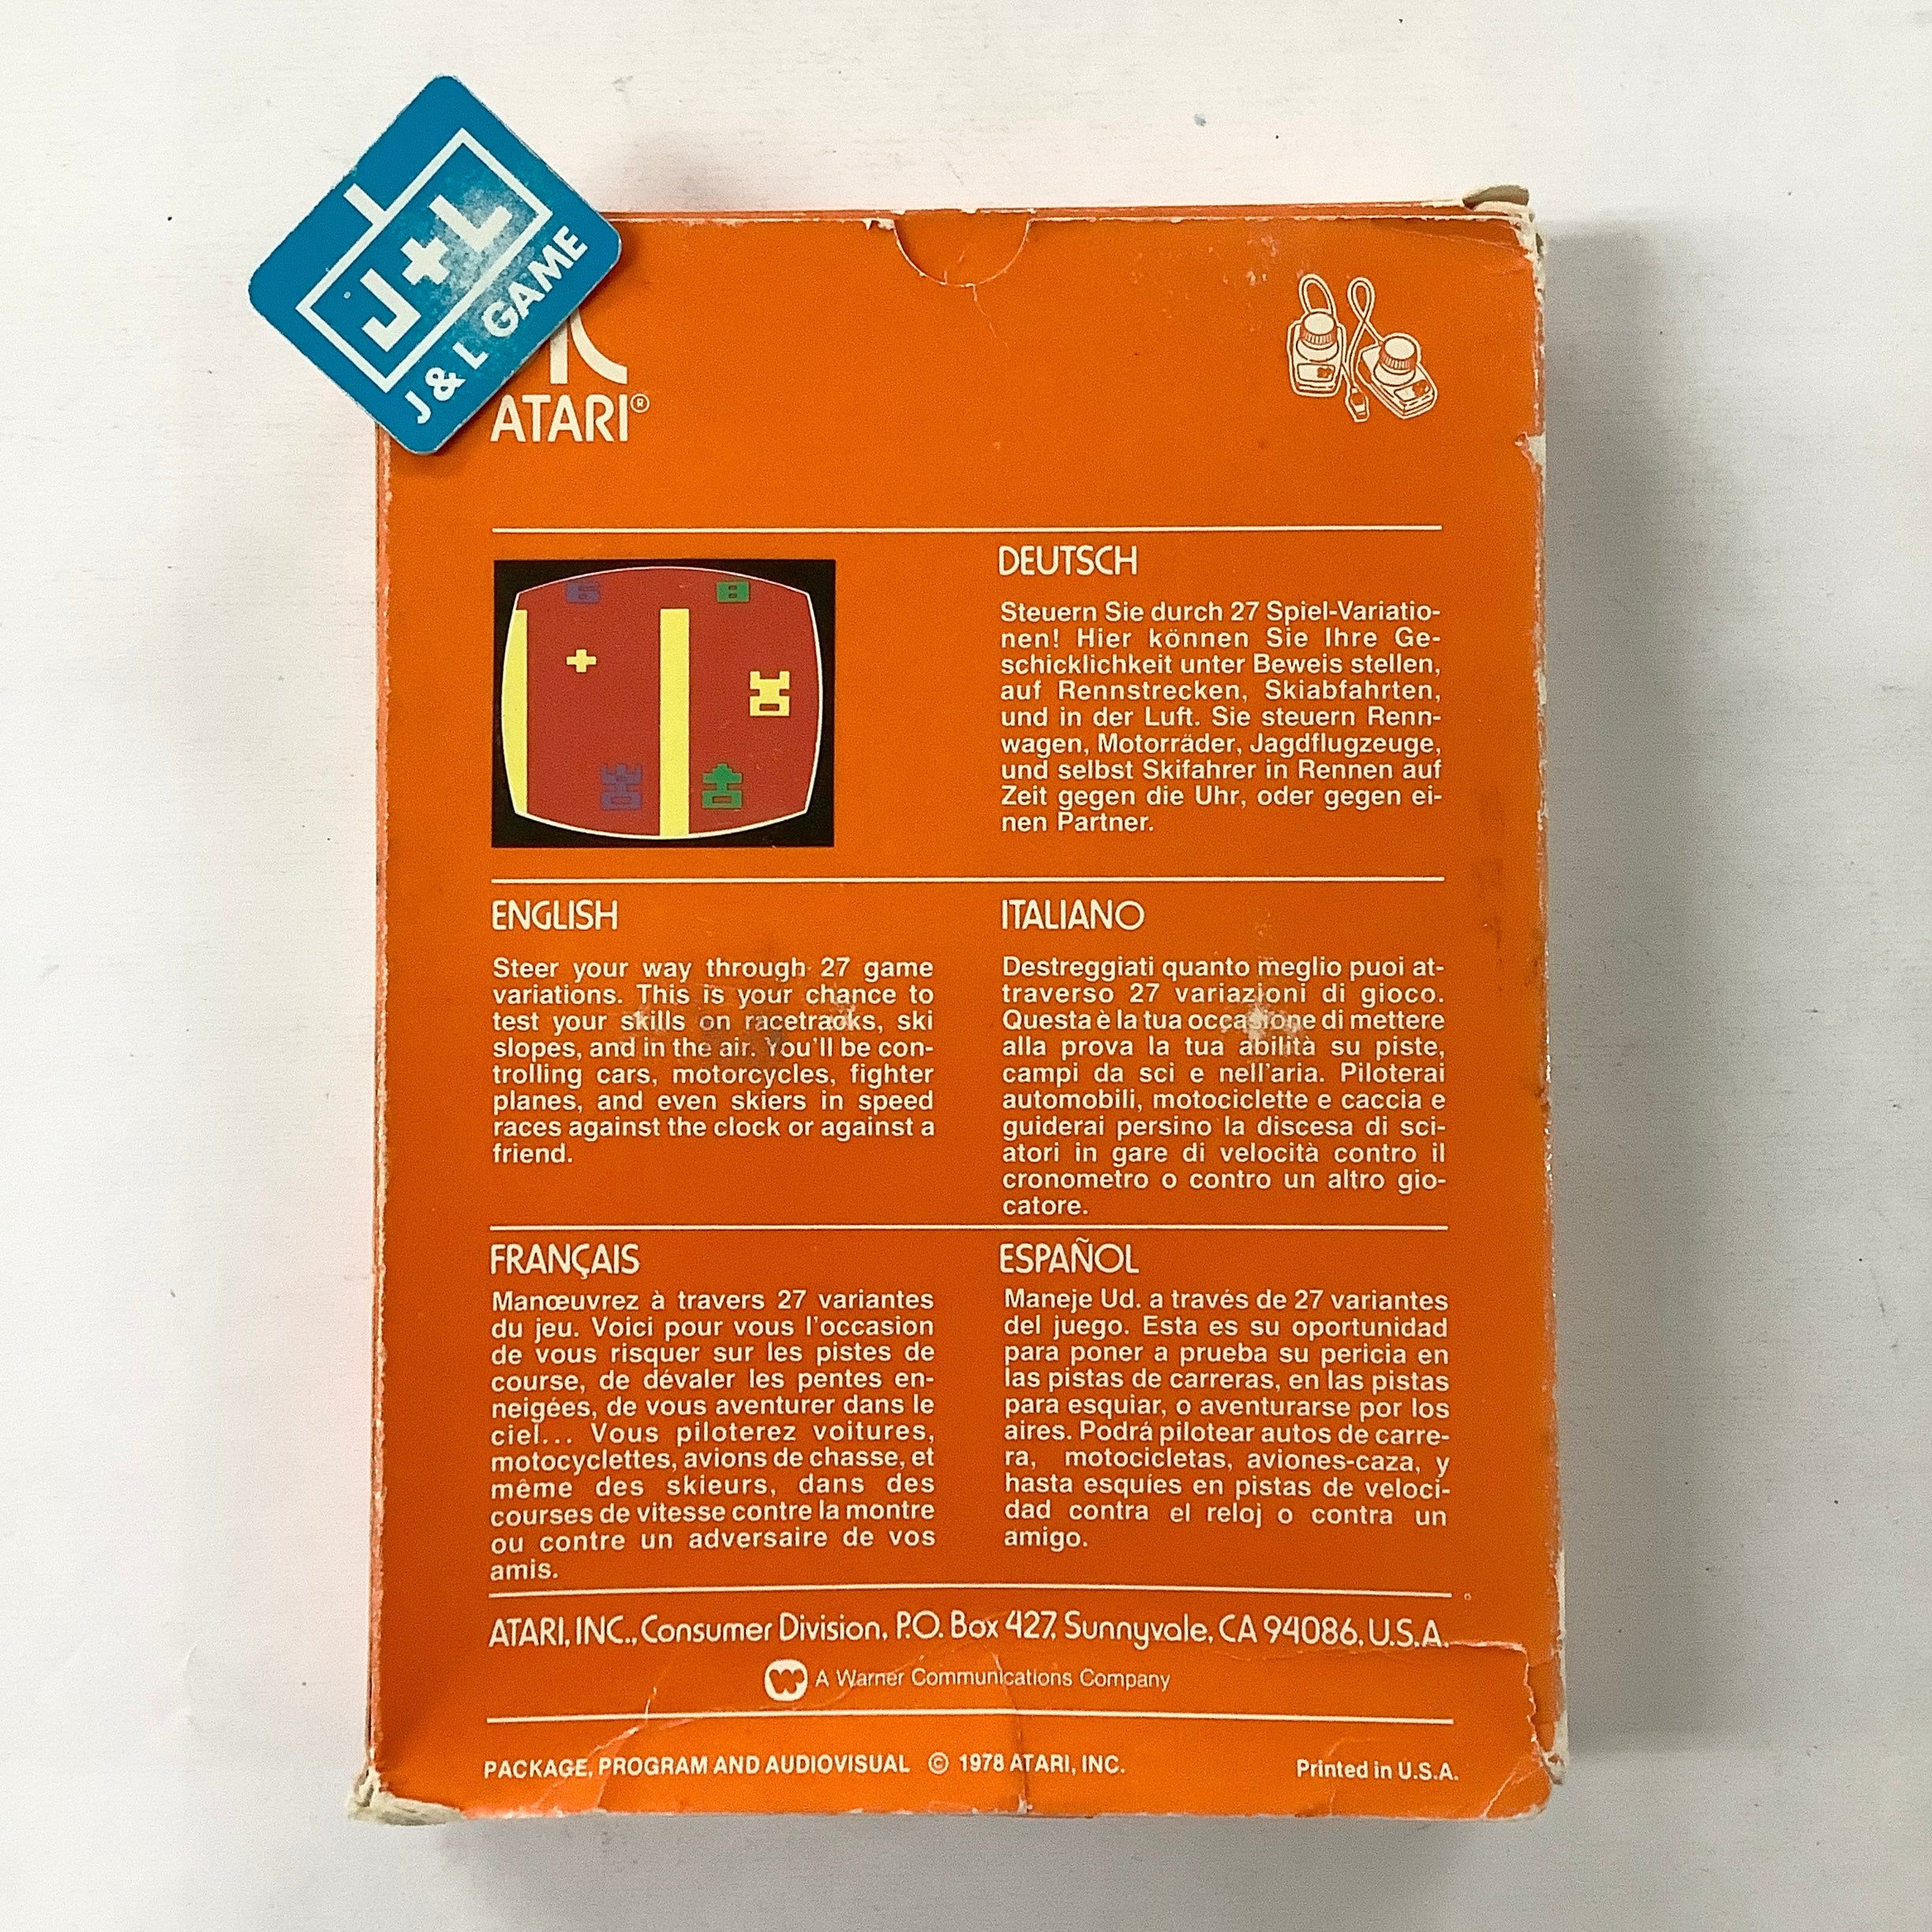 J+L
J & L GAME
ATARI®
6 8
DEUTSCH
Steuern Sie durch 27 Spiel-Variatio-
nen! Hier können Sie Ihre Ge-
schicklichkeit unter Beweis stellen,
auf Rennstrecken, Skiabfahrten,
und in der Luft. Sie steuern Renn-
wagen, Motorräder, Jagdflugzeuge,
und selbst Skifahrer in Rennen auf
Zeit gegen die Uhr, oder gegen ei-
nen Partner.
ENGLISH
Steer your way through 27 game
variations. This is your chance to
test your skills on racetracks, ski
slopes, and in the air. You'll be con-
trolling cars, motorcycles, fighter
planes, and even skiers in speed
races against the clock or against a
friend.
ITALIANO
Destreggiati quanto meglio puoi at-
traverso 27 variazioni di gioco.
Questa è la tua occasione di mettere
alla prova la tua abilità su piste,
campi da sci e nell'aria. Piloterai
automobili, motociclette e caccia e
guiderai persino la discesa di sci-
atori in gare di velocità contro il
cronometro o contro un altro gio-
catore.
FRANÇAIS
Manœuvrez à travers 27 variantes
du jeu. Voici pour vous l'occasion
de vous risquer sur les pistes de
course, de dévaler les pentes en-
neigées, de vous aventurer dans le
ciel... Vous piloterez voitures,
motocyclettes, avions de chasse, et
même des skieurs, dans des
courses de vitesse contre la montre
ou contre un adversaire de vos
amis.
ESPAÑOL
Maneje Ud. a través de 27 variantes
del juego. Esta es su oportunidad
para poner a prueba su pericia en
las pistas de carreras, en las pistas
para esquiar, o aventurarse por los
aires. Podrá pilotear autos de carre-
ra, motocicletas, aviones-caza, y
hasta esquíes en pistas de veloci-
dad contra el reloj o contra un
amigo.
ATARI, INC., Consumer Division, P.O. Box 427, Sunnyvale, CA 94086, U.S.A.
A Warner Communications Company
PACKAGE, PROGRAM AND AUDIOVISUAL © 1978 ATARI, INC.
Printed in U.S.A.